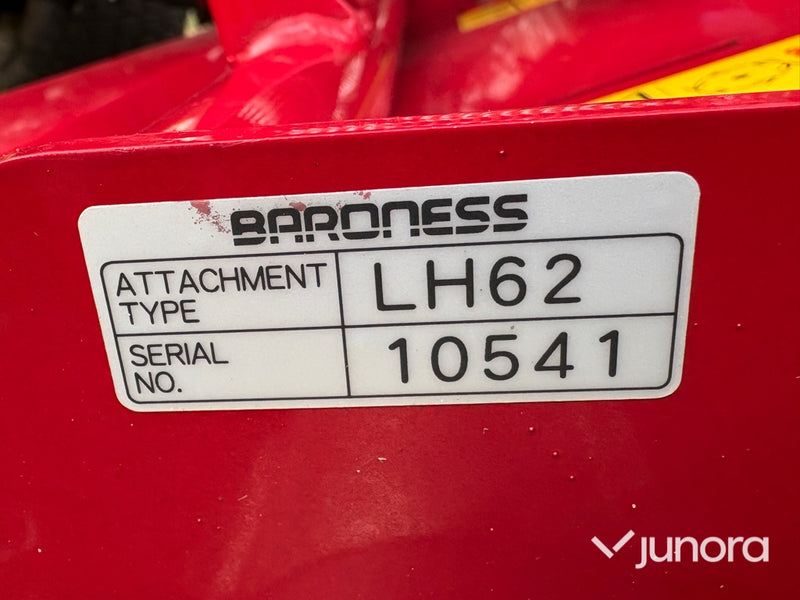 BARONESS
ATTACHMENT TYPE LH62
SERIAL NO. 10541
junora